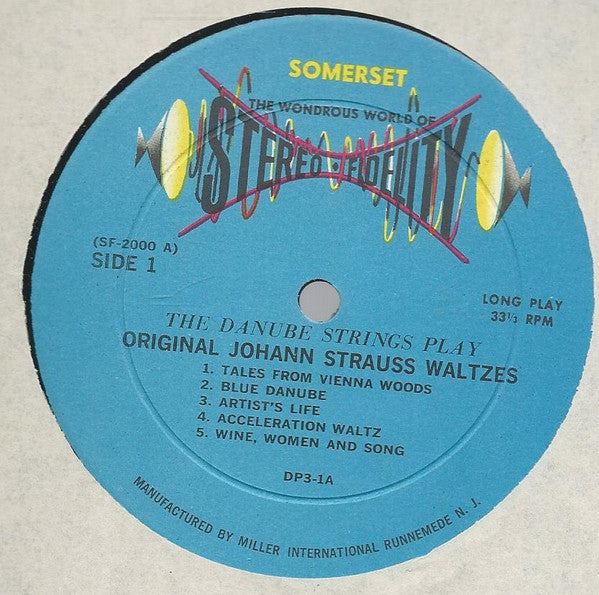 SOMERSET
THE WONDROUS WORLD OF
STEREO-FIDELITY
(SF-2000 A)
SIDE 1
LONG PLAY
33⅓ RPM
THE DANUBE STRINGS PLAY
ORIGINAL JOHANN STRAUSS WALTZES
1. TALES FROM VIENNA WOODS
2. BLUE DANUBE
3. ARTIST'S LIFE
4. ACCELERATION WALTZ
5. WINE, WOMEN AND SONG
DP3-1A
MANUFACTURED BY MILLER INTERNATIONAL RUNNEMEDE N. J.